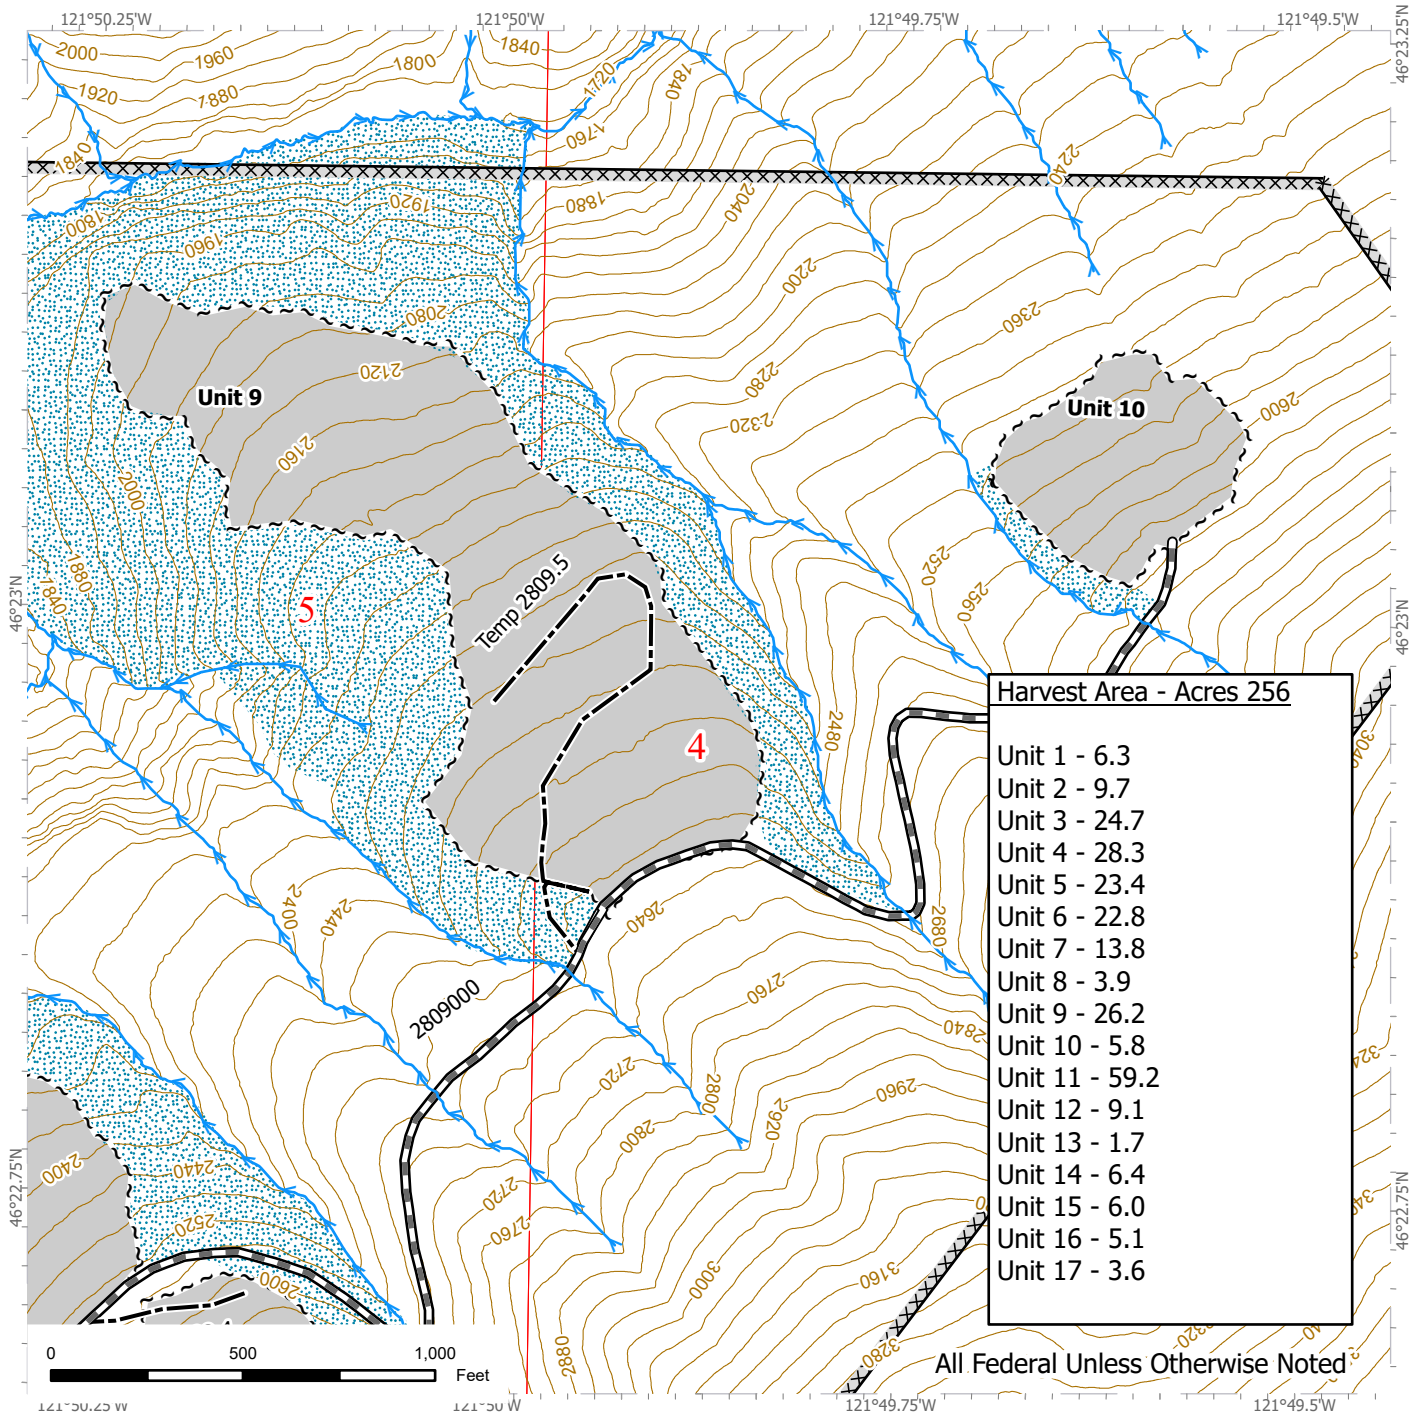 121°50.25'W
121°50'W
121°49.75'W
121°49.5'W
46°23.25'N
2000
1960
1800
1840
1720
1840
1920
1880
1760
1840
2240
1800
1920
1880
2040
1960
2200
2080
2360
2120
2280
Unit 9
Unit 10
2600
2320
2160
2000
2520
1880
1840
Temp 2809.5
2560
46°23'N
46°23'N
5
4
2480
3040
2400
2440
2640
2680
2809000
2760
2840
2720
2800
2960
2920
2800
2400
2440
46°22.75'N
46°22.75'N
2720
2520
2760
2600
3000
3160
2880
3280
Harvest Area - Acres 256
Unit 1 - 6.3
Unit 2 - 9.7
Unit 3 - 24.7
Unit 4 - 28.3
Unit 5 - 23.4
Unit 6 - 22.8
Unit 7 - 13.8
Unit 8 - 3.9
Unit 9 - 26.2
Unit 10 - 5.8
Unit 11 - 59.2
Unit 12 - 9.1
Unit 13 - 1.7
Unit 14 - 6.4
Unit 15 - 6.0
Unit 16 - 5.1
Unit 17 - 3.6
All Federal Unless Otherwise Noted
0 500 1,000
Feet
121°50.25'W
121°50'W
121°49.75'W
121°49.5'W